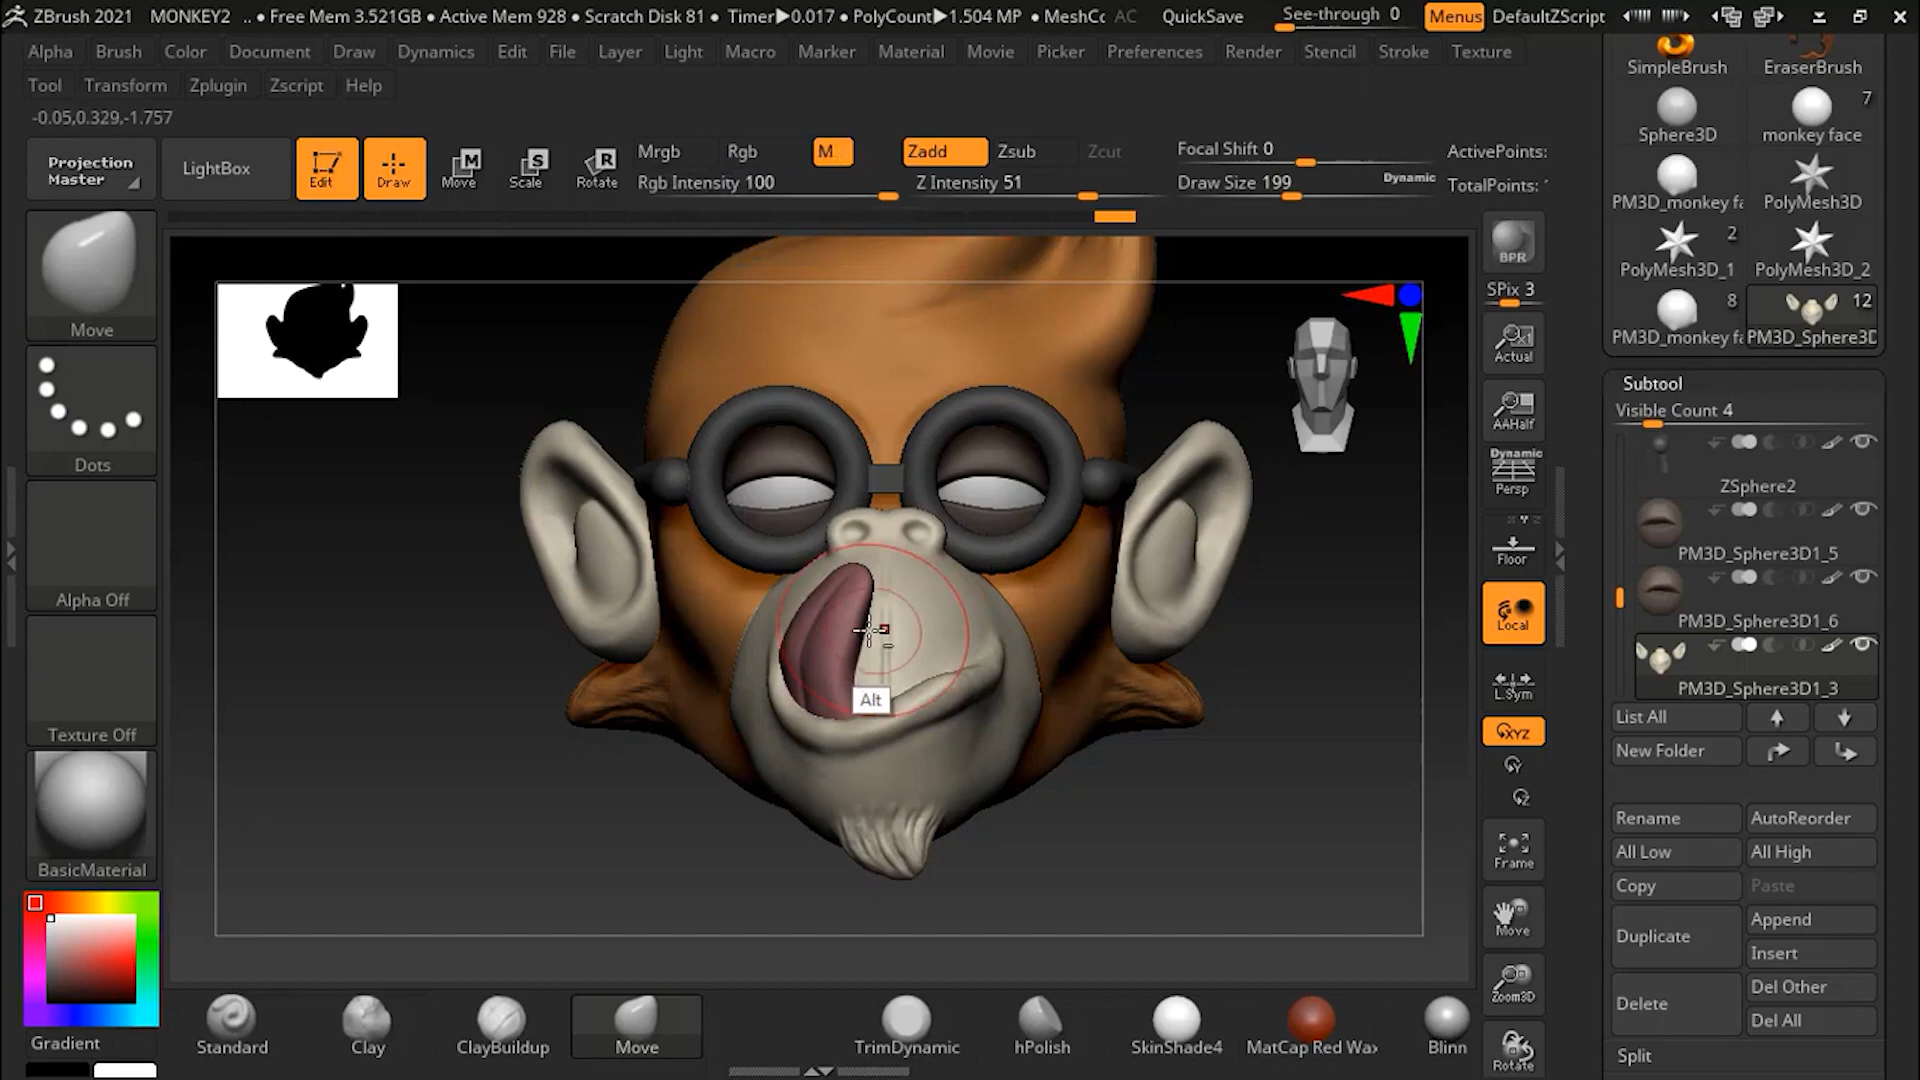 ZBrush 2021 MONKEY2 .. • Free Mem 3.521GB • Active Mem 928 • Scratch Disk 81 • Timer▶0.017 • PolyCount▶1.504 MP • MeshCo AC QuickSave See-through 0 Menus DefaultZScript
Alpha Brush Color Document Draw Dynamics Edit File Layer Light Macro Marker Material Movie Picker Preferences Render Stencil Stroke Texture
Tool Transform Zplugin Zscript Help
-0.05,0.329,-1.757
Projection Master
LightBox
Edit
Draw
M
Move
S
Scale
R
Rotate
Mrgb Rgb M
Rgb Intensity 100
Zadd Zsub Zcut
Z Intensity 51
Focal Shift 0
Draw Size 199
Dynamic
ActivePoints:
TotalPoints:
Move
Dots
Alpha Off
Texture Off
BasicMaterial
Gradient
Alt
BPR
SPix 3
Actual
AAHalf
Dynamic
Persp
Floor
Local
L.Sym
XYZ
Y
Z
Frame
Move
Zoom3D
Rotate
SimpleBrush EraserBrush
7
Sphere3D monkey face
PM3D_monkey fa PolyMesh3D
2
PolyMesh3D_1 PolyMesh3D_2
8 12
PM3D_monkey fa PM3D_Sphere3D
Subtool
Visible Count 4
ZSphere2
PM3D_Sphere3D1_5
PM3D_Sphere3D1_6
PM3D_Sphere3D1_3
List All
New Folder
Rename AutoReorder
All Low All High
Copy Paste
Duplicate Append
Insert
Delete Del Other
Del All
Split
Standard Clay ClayBuildup Move TrimDynamic hPolish SkinShade4 MatCap Red Wax Blinn